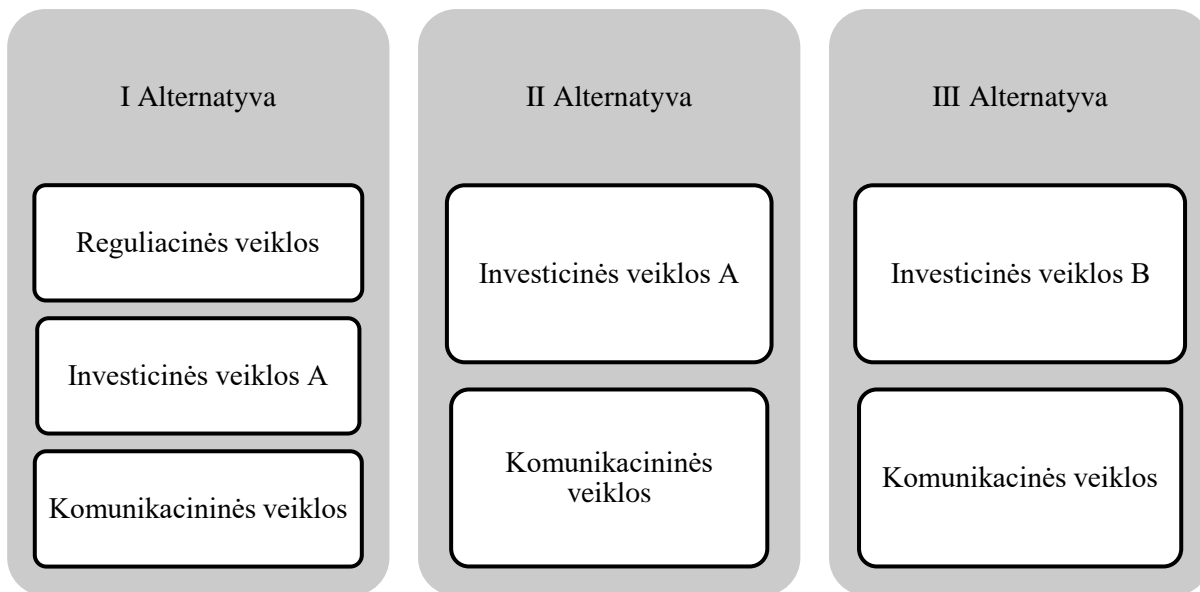 I Alternatyva
Reguliacinės veiklos
Investicinės veiklos A
Komunikacininės veiklos
II Alternatyva
Investicinės veiklos A
Komunikacininės
veiklos
III Alternatyva
Investicinės veiklos B
Komunikacinės veiklos